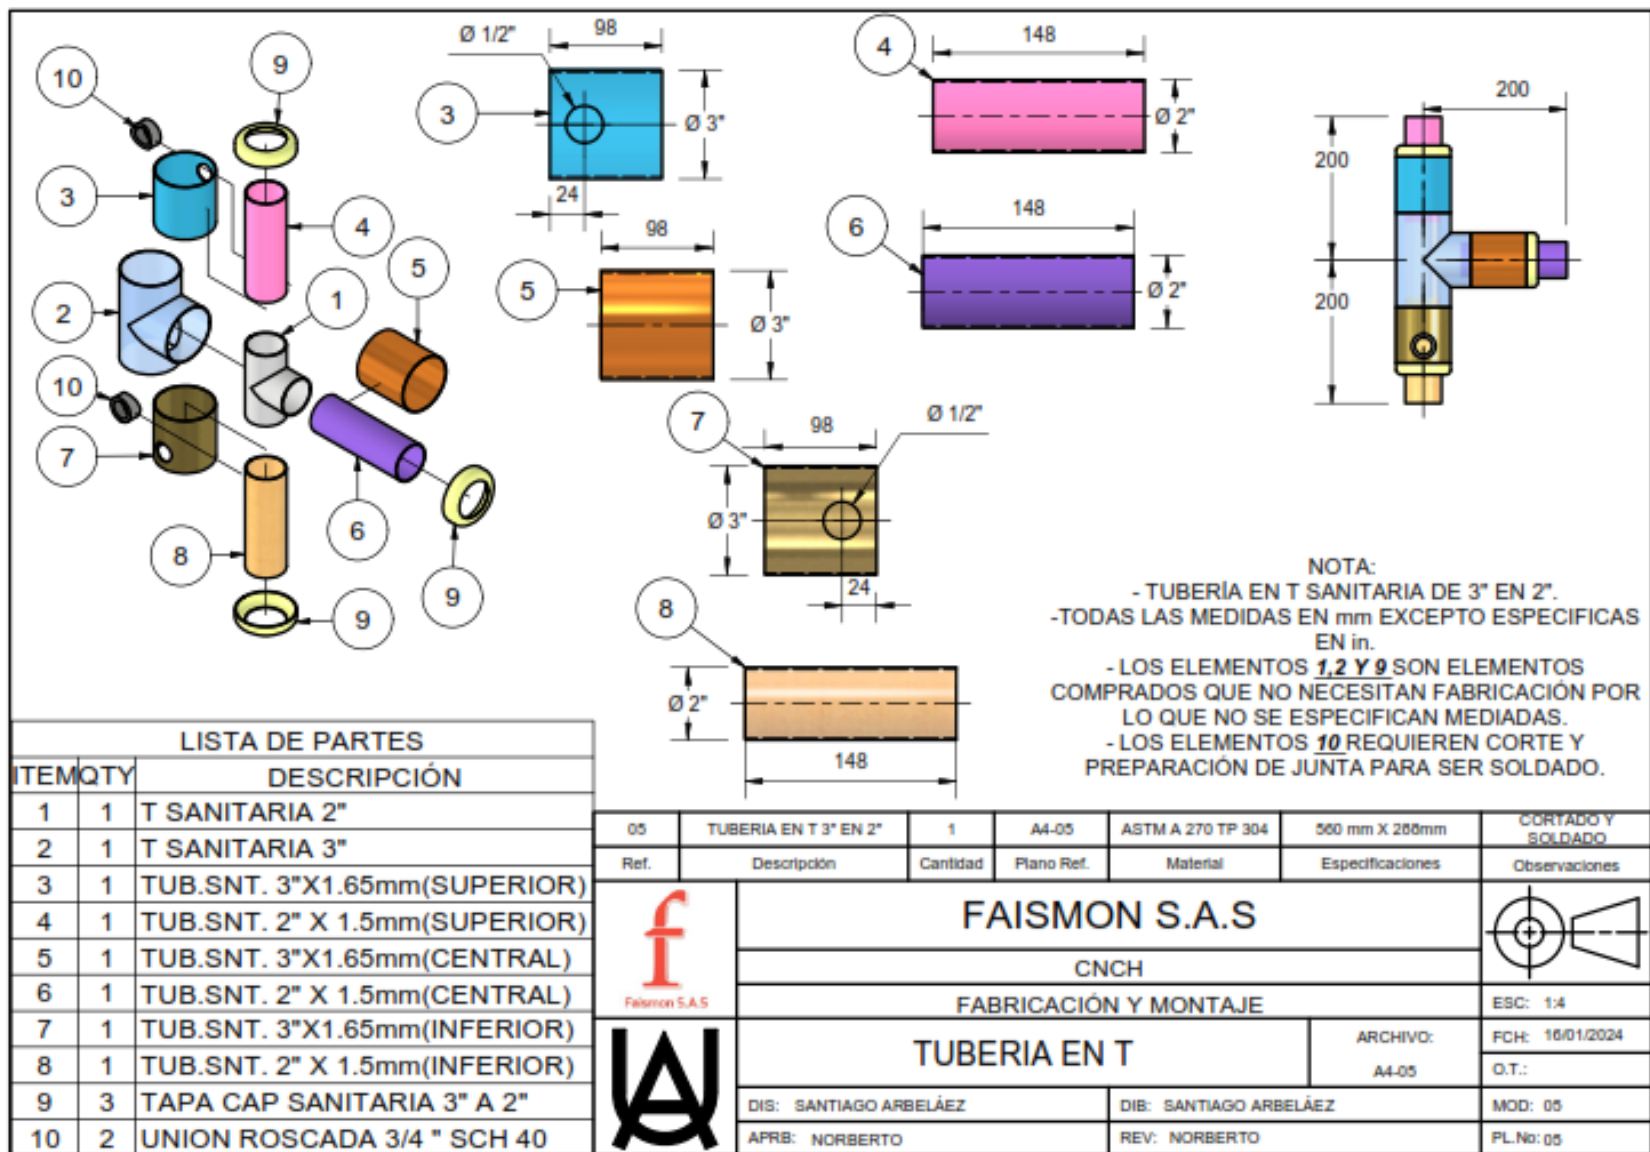 10
9
3
4
2
1
5
10
7
6
8
9
9
Ø 1/2"
98
3
Ø 3"
24
98
5
Ø 3"
4
148
Ø 2"
6
148
Ø 2"
200
200
200
7
98
Ø 1/2"
Ø 3"
24
8
Ø 2"
148
NOTA:
- TUBERÍA EN T SANITARIA DE 3" EN 2".
-TODAS LAS MEDIDAS EN mm EXCEPTO ESPECIFICAS
EN in.
- LOS ELEMENTOS 1,2 Y 9 SON ELEMENTOS
COMPRADOS QUE NO NECESITAN FABRICACIÓN POR
LO QUE NO SE ESPECIFICAN MEDIADAS.
- LOS ELEMENTOS 10 REQUIEREN CORTE Y
PREPARACIÓN DE JUNTA PARA SER SOLDADO.
LISTA DE PARTES
ITEM QTY DESCRIPCIÓN
1 1 T SANITARIA 2"
2 1 T SANITARIA 3"
3 1 TUB.SNT. 3"X1.65mm(SUPERIOR)
4 1 TUB.SNT. 2" X 1.5mm(SUPERIOR)
5 1 TUB.SNT. 3"X1.65mm(CENTRAL)
6 1 TUB.SNT. 2" X 1.5mm(CENTRAL)
7 1 TUB.SNT. 3"X1.65mm(INFERIOR)
8 1 TUB.SNT. 2" X 1.5mm(INFERIOR)
9 3 TAPA CAP SANITARIA 3" A 2"
10 2 UNION ROSCADA 3/4 " SCH 40
05 TUBERIA EN T 3" EN 2" 1 A4-05 ASTM A 270 TP 304 560 mm X 268mm CORTADO Y
SOLDADO
Ref. Descripción Cantidad Plano Ref. Material Especificaciones Observaciones
f
Faismon S.A.S
FAISMON S.A.S
CNCH
FABRICACIÓN Y MONTAJE
ESC: 1:4
TUBERIA EN T
ARCHIVO:
A4-05
FCH: 16/01/2024
O.T.:
DIS: SANTIAGO ARBELÁEZ
DIB: SANTIAGO ARBELÁEZ
MOD: 05
APRB: NORBERTO
REV: NORBERTO
PL.No: 05